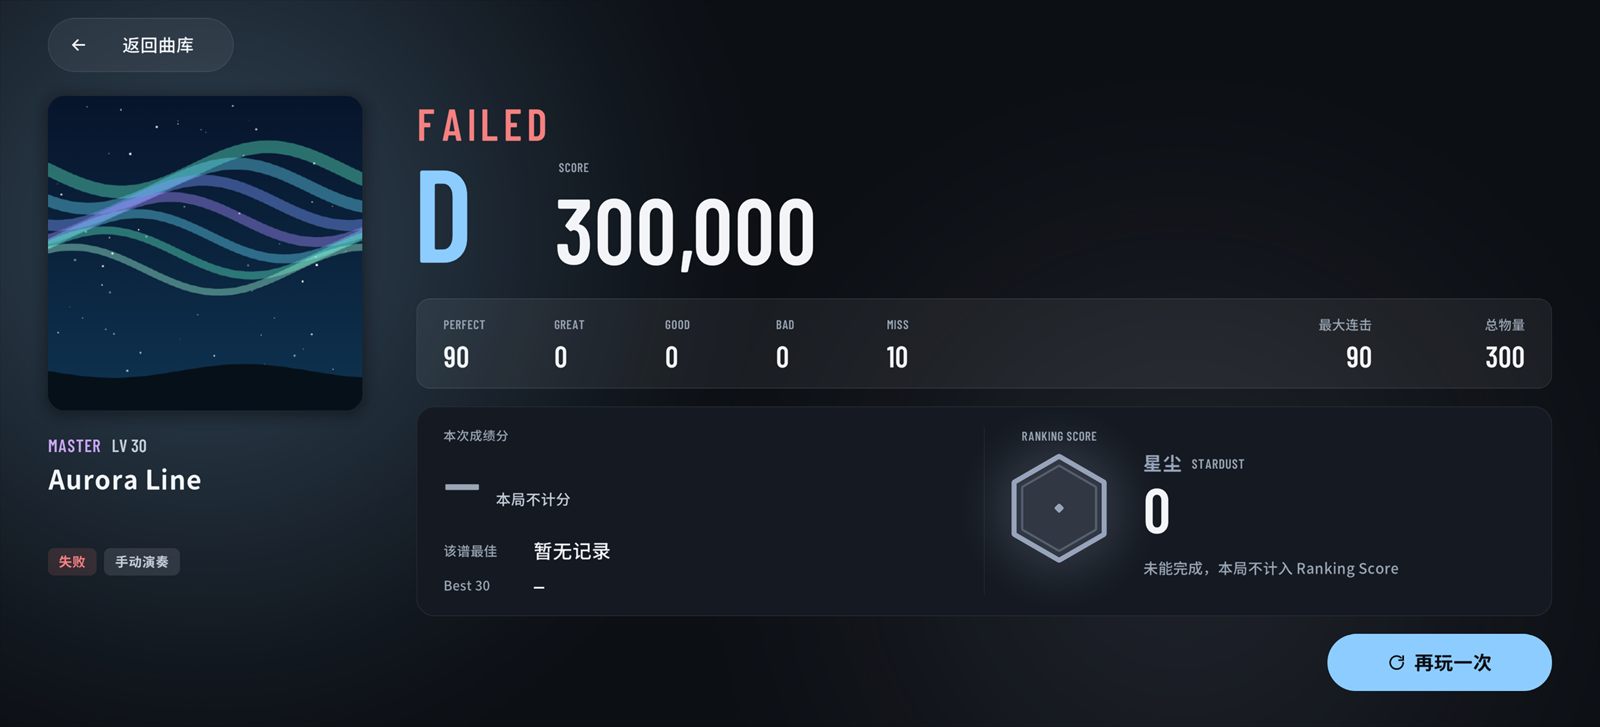 返回曲库
MASTER LV 30
Aurora Line
失败 手动演奏
FAILED
D
SCORE
300,000
PERFECT GREAT GOOD BAD MISS 最大连击 总物量
90 0 0 0 10 90 300
本次成绩分
— 本局不计分
该谱最佳 暂无记录
Best 30 –
RANKING SCORE
星尘 STARDUST
0
未能完成，本局不计入 Ranking Score
再玩一次